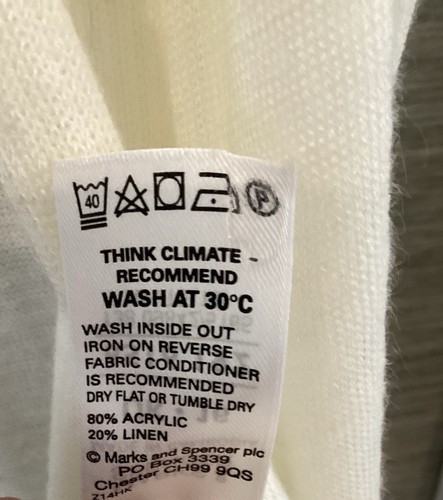 40 P
THINK CLIMATE -
RECOMMEND
WASH AT 30°C
WASH INSIDE OUT
IRON ON REVERSE
FABRIC CONDITIONER
IS RECOMMENDED
DRY FLAT OR TUMBLE DRY
80% ACRYLIC
20% LINEN
© Marks and Spencer plc
PO Box 3339
Chester CH99 9QS
Z14HK